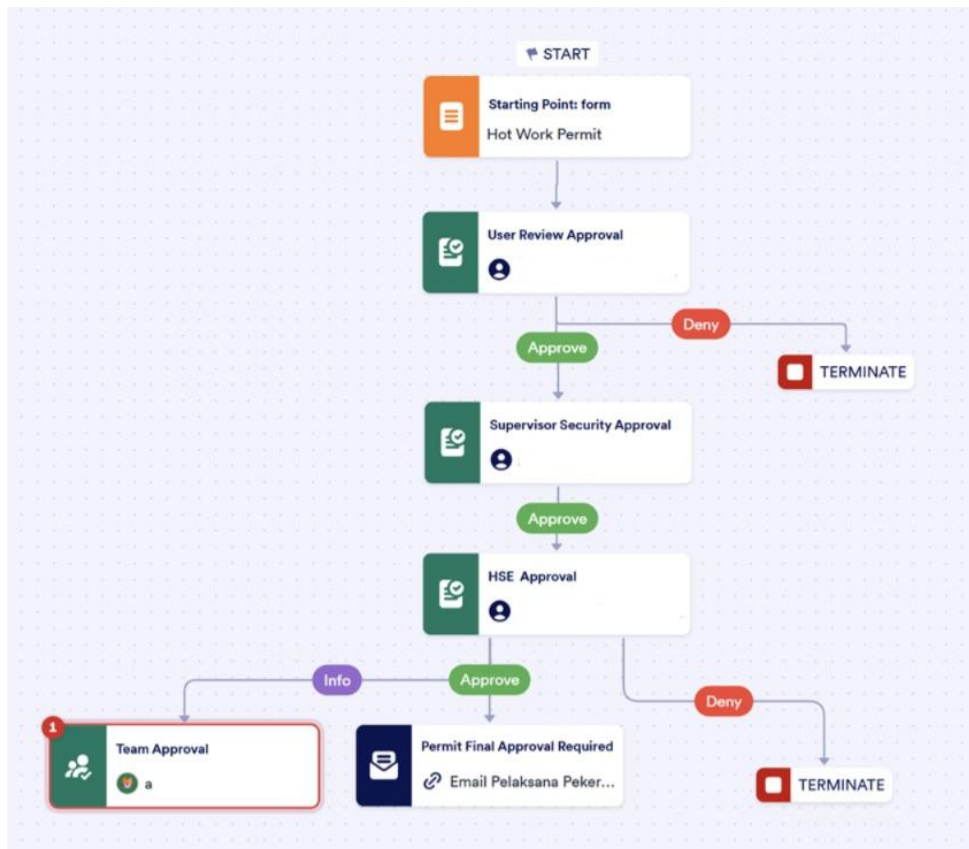 START
Starting Point: form
Hot Work Permit
User Review Approval
Deny
Approve
TERMINATE
Supervisor Security Approval
Approve
HSE Approval
Info
Approve
Deny
1
Team Approval
a
Permit Final Approval Required
Email Pelaksana Peker...
TERMINATE